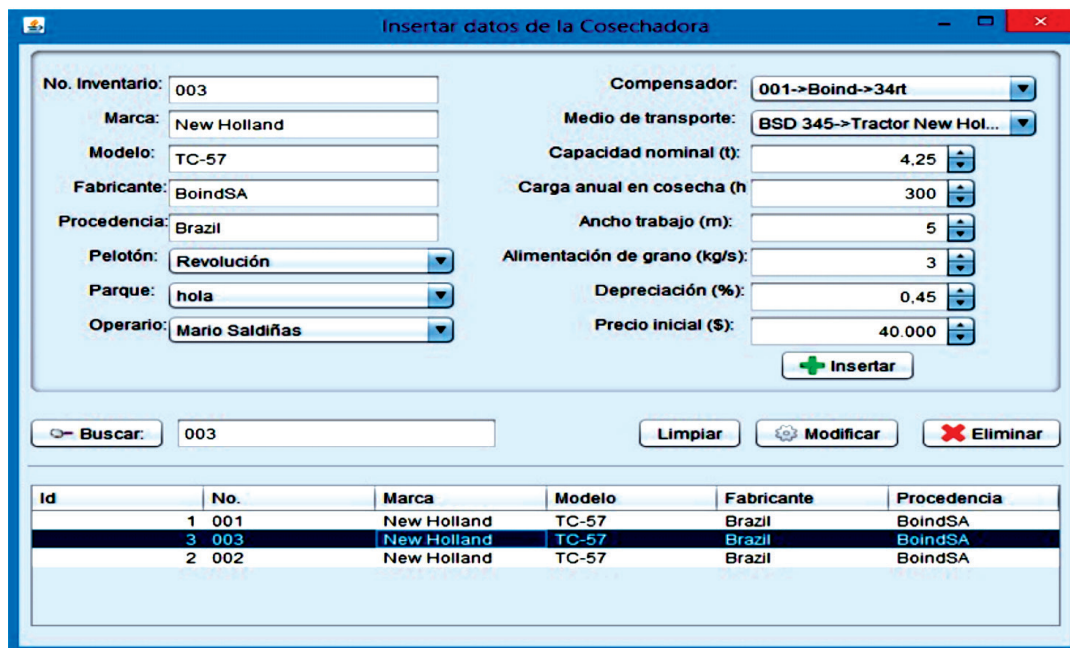 Insertar datos de la Cosechadora
No. Inventario: 003 Compensador: 001->Boind->34rt
Marca: New Holland Medio de transporte: BSD 345->Tractor New Hol...
Modelo: TC-57 Capacidad nominal (t): 4,25
Fabricante: BoindSA Carga anual en cosecha (h 300
Procedencia: Brazil Ancho trabajo (m): 5
Pelotón: Revolución Alimentación de grano (kg/s): 3
Parque: hola Depreciación (%): 0,45
Operario: Mario Saldiñas Precio inicial ($): 40.000
Insertar
Buscar: 003 Limpiar Modificar Eliminar
Id No. Marca Modelo Fabricante Procedencia
1 001 New Holland TC-57 Brazil BoindSA
3 003 New Holland TC-57 Brazil BoindSA
2 002 New Holland TC-57 Brazil BoindSA